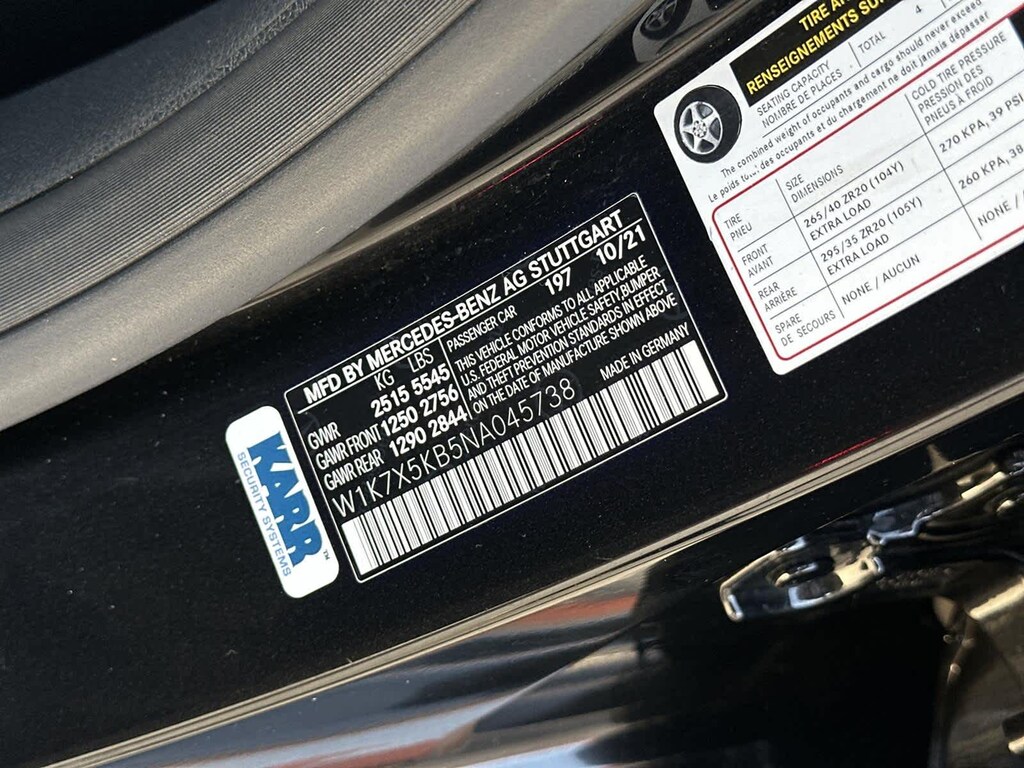 MFD BY MERCEDES-BENZ AG STUTTGART
KG LBS
GVWR 2515 5545
GAWR FRONT 1250 2756
GAWR REAR 1290 2844
PASSENGER CAR 197 10/21
THIS VEHICLE CONFORMS TO ALL APPLICABLE
U.S. FEDERAL MOTOR VEHICLE SAFETY, BUMPER
AND THEFT PREVENTION STANDARDS IN EFFECT
ON THE DATE OF MANUFACTURE SHOWN ABOVE
W1K7X5KB5NA045738 MADE IN GERMANY
KARR™
SECURITY SYSTEMS
TIRE AN
RENSEIGNEMENTS SU
SEATING CAPACITY
NOMBRE DE PLACES
TOTAL 4
The combined weight of occupants and cargo should never exceed
Le poids total des occupants et du chargement ne doit jamais dépasser
TIRE
PNEU
SIZE
DIMENSIONS
COLD TIRE PRESSURE
PRESSION DES
PNEUS À FROID
FRONT
AVANT
265/40 ZR20 (104Y)
EXTRA LOAD
270 KPA, 39 PSI
REAR
ARRIÈRE
295/35 ZR20 (105Y)
EXTRA LOAD
260 KPA, 38
SPARE
DE SECOURS
NONE / AUCUN
NONE /